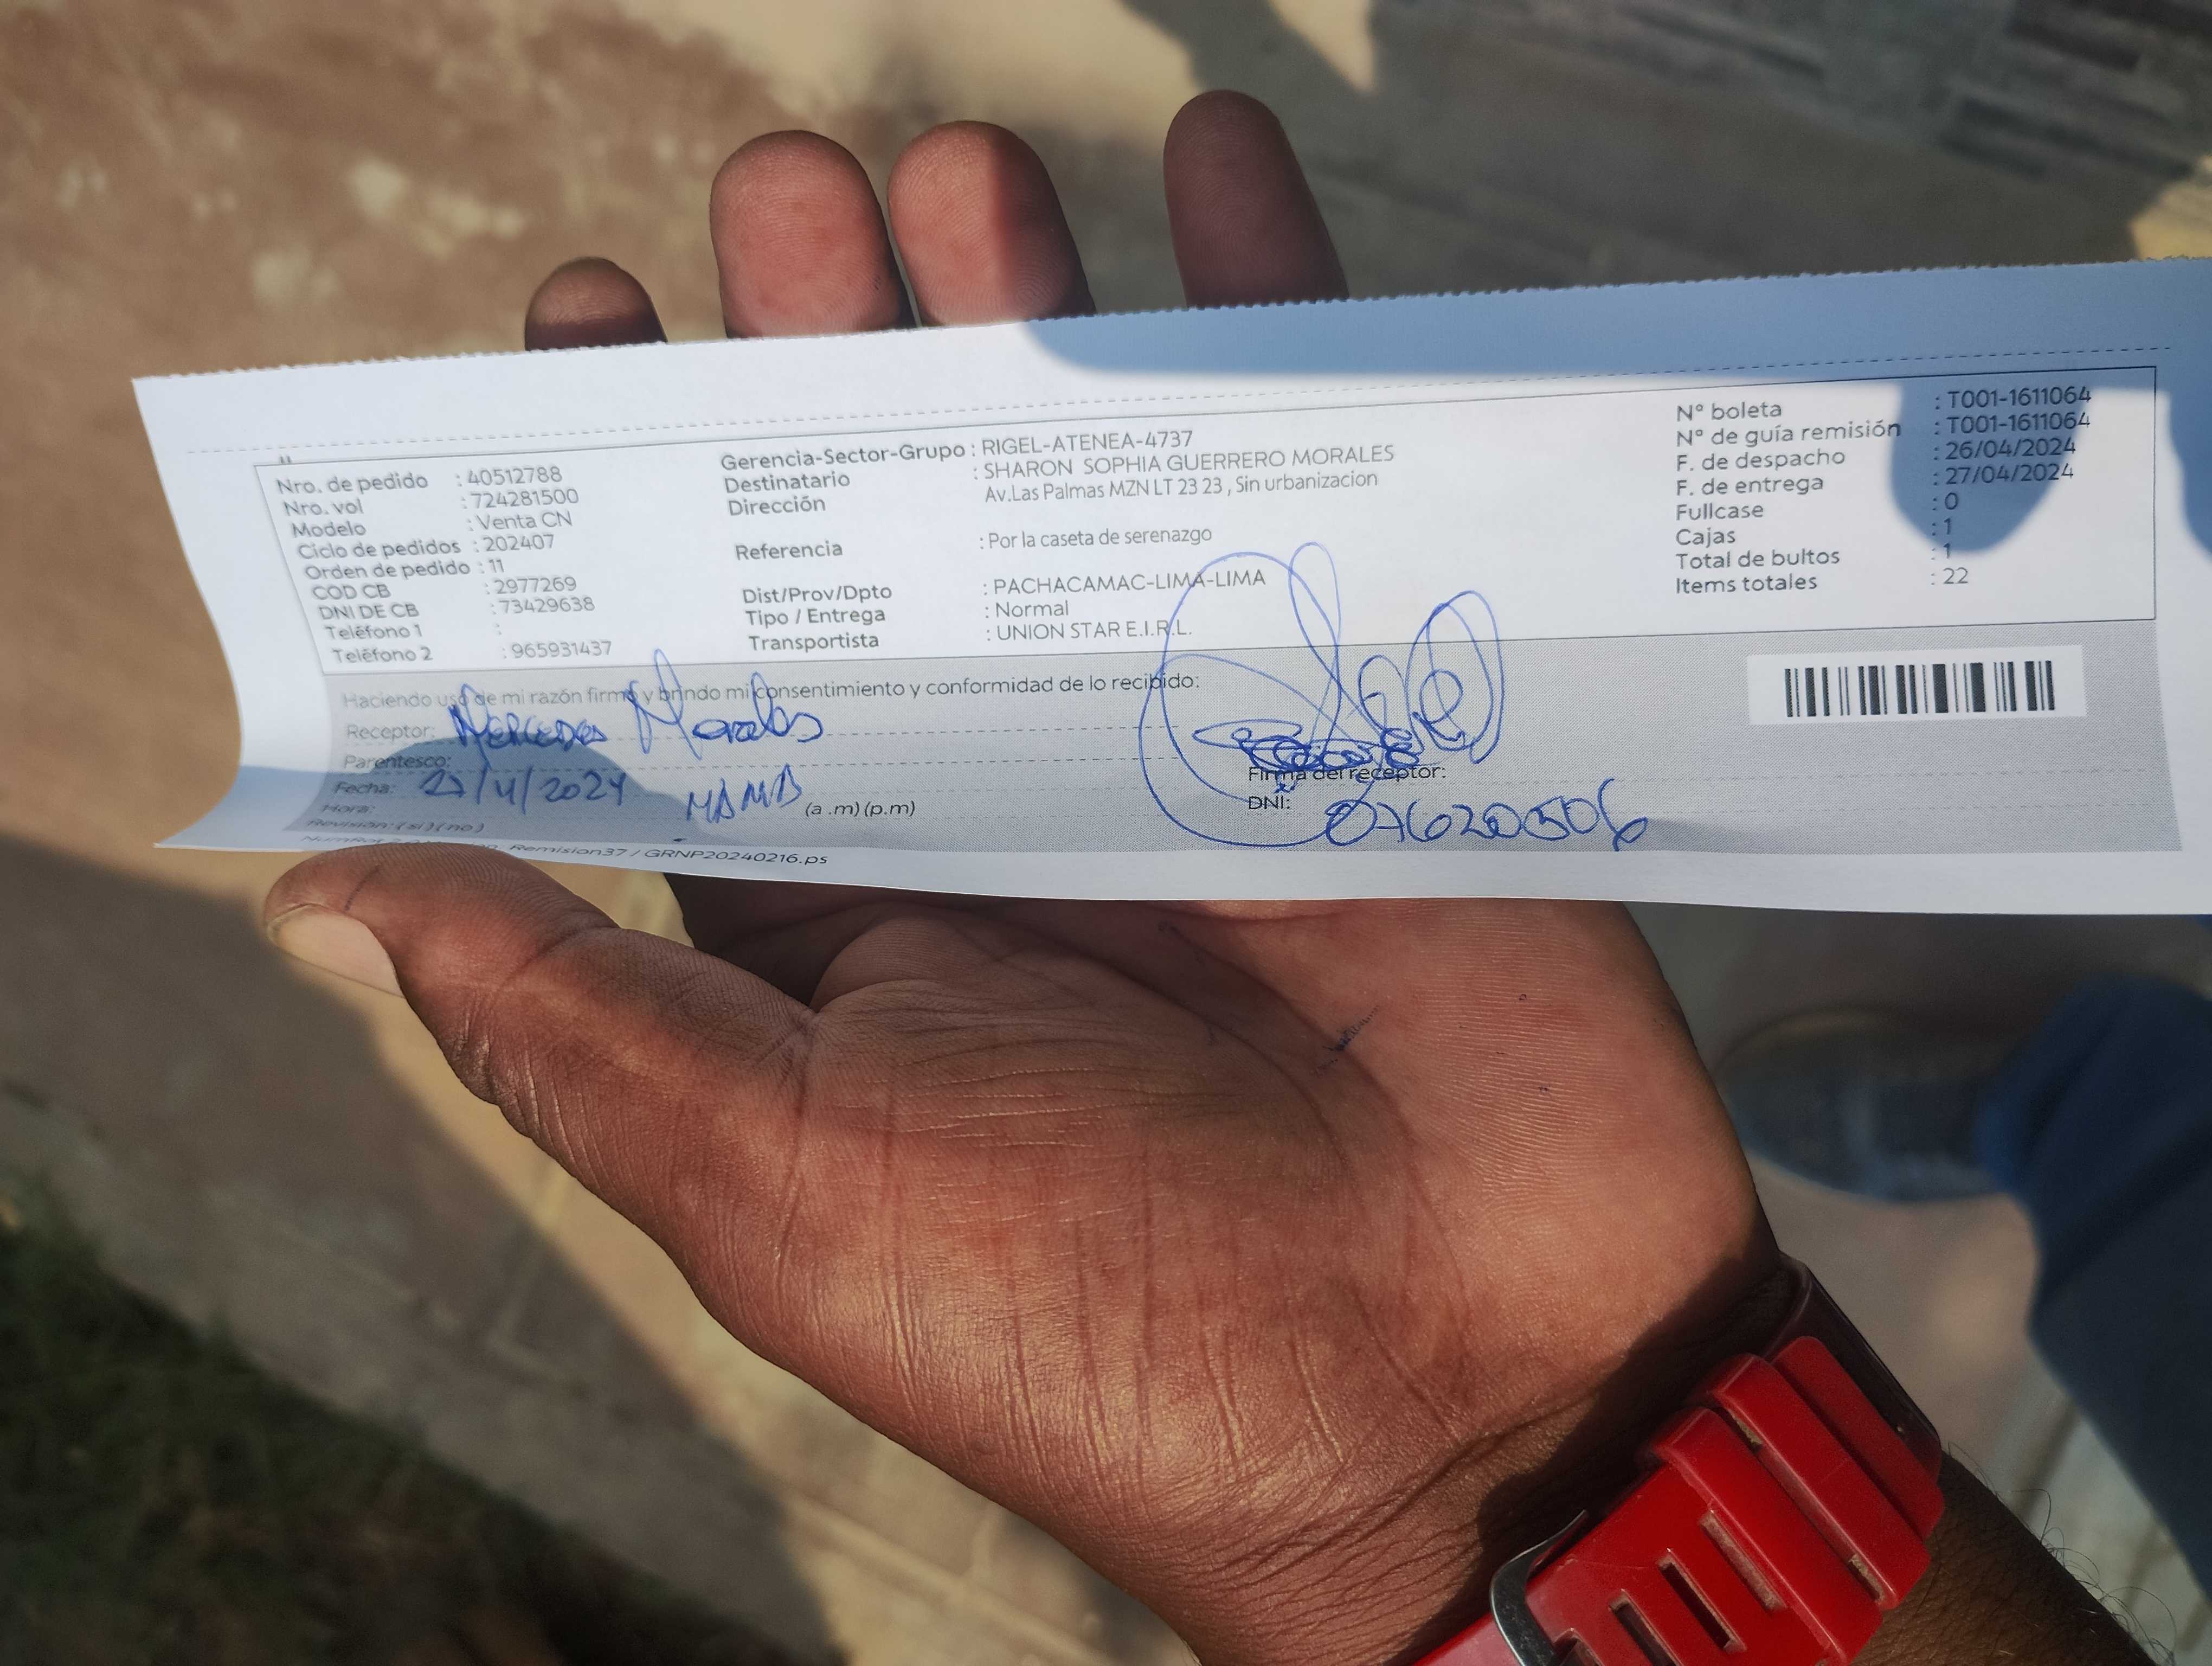 Nro. de pedido : 40512788
Nro. vol : 724281500
Modelo : Venta CN
Ciclo de pedidos : 202407
Orden de pedido : 11
COD CB : 2977269
DNI DE CB : 73429638
Teléfono 1 :
Teléfono 2 : 965931437
Gerencia-Sector-Grupo : RIGEL-ATENEA-4737
Destinatario : SHARON SOPHIA GUERRERO MORALES
Dirección Av.Las Palmas MZN LT 23 23 , Sin urbanizacion
Referencia : Por la caseta de serenazgo
Dist/Prov/Dpto : PACHACAMAC-LIMA-LIMA
Tipo / Entrega : Normal
Transportista : UNION STAR E.I.R.L.
N° boleta : T001-1611064
N° de guía remisión : T001-1611064
F. de despacho : 26/04/2024
F. de entrega : 27/04/2024
Fullcase : 0
Cajas : 1
Total de bultos : 1
Items totales : 22
Haciendo uso de mi razón firmo y brindo mi consentimiento y conformidad de lo recibido:
Receptor: Mercedes Morales
Parentesco:
Fecha: 27/4/2024 MAMA
Hora: (a .m) (p.m)
Revisión: (si) (no)
Firma del receptor:
DNI: 07620506
Remision37 / GRNP20240216.ps